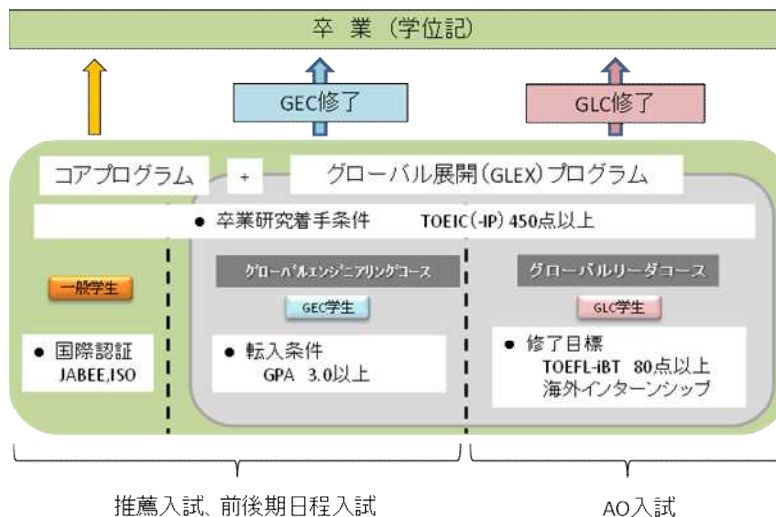 卒 業 (学位記)
GEC修了
GLC修了
コアプログラム + グローバル展開(GLEX)プログラム
● 卒業研究着手条件 TOEIC(-IP) 450点以上
グローバルエンジニアリングコース
グローバルリーダコース
一般学生
GEC学生
GLC学生
● 国際認証
JABEE,ISO
● 転入条件
GPA 3.0以上
● 修了目標
TOEFL-iBT 80点以上
海外インターンシップ
推薦入試、前後期日程入試
AO入試